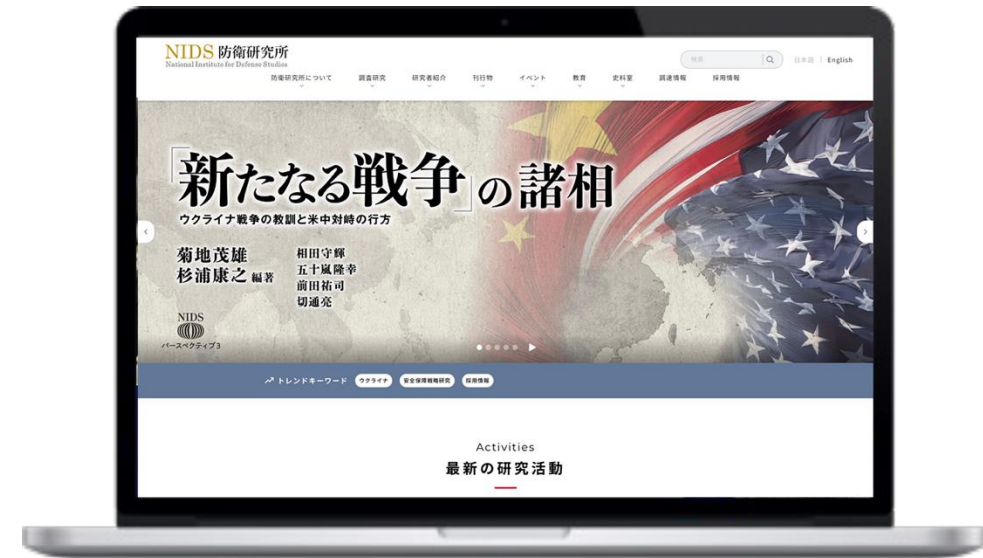 NIDS 防衛研究所
National Institute for Defense Studies
検索
日本語 | English
防衛研究所について 調査研究 研究者紹介 刊行物 イベント 教育 史料室 調達情報 採用情報
「新たなる戦争」の諸相
ウクライナ戦争の教訓と米中対峙の行方
菊地茂雄
杉浦康之 編著
相田守輝
五十嵐隆幸
前田祐司
切通亮
NIDS
パースペクティブ3
トレンドキーワード ウクライナ 安全保障戦略研究 採用情報
Activities
最新の研究活動